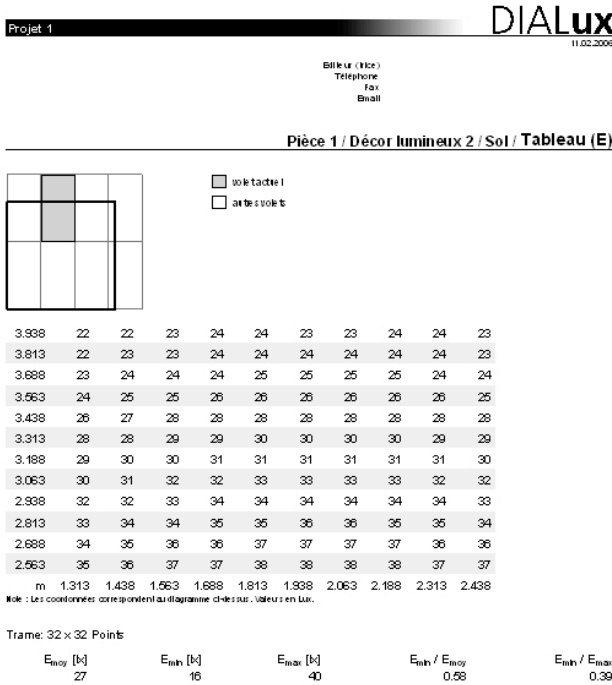 DIALux
Projet 1
11.02.2006
Editeur (trice)
Téléphone
Fax
Email
Pièce 1 / Décor lumineux 2 / Sol / Tableau (E)
volet actuel
autres volets
3.938 22 22 23 24 24 23 23 24 24 23
3.813 22 23 23 24 24 24 24 24 24 23
3.688 23 24 24 24 25 25 25 25 24 24
3.563 24 25 25 26 26 26 26 26 26 25
3.438 26 27 28 28 28 28 28 28 28 28
3.313 28 28 29 29 30 30 30 30 29 29
3.188 29 30 30 31 31 31 31 31 31 30
3.063 30 31 32 32 33 33 33 33 32 32
2.938 32 32 33 34 34 34 34 34 34 33
2.813 33 34 34 35 35 36 36 35 35 34
2.688 34 35 36 36 37 37 37 37 36 36
2.563 35 36 37 37 38 38 38 38 37 37
m 1.313 1.438 1.563 1.688 1.813 1.938 2.063 2.188 2.313 2.438
Note : Les coordonnées correspondent au diagramme ci-dessus. Valeurs en Lux.
Trame: 32 x 32 Points
Emoy [lx] Emin [lx] Emax [lx] Emin / Emoy Emin / Emax
27 16 40 0.58 0.39